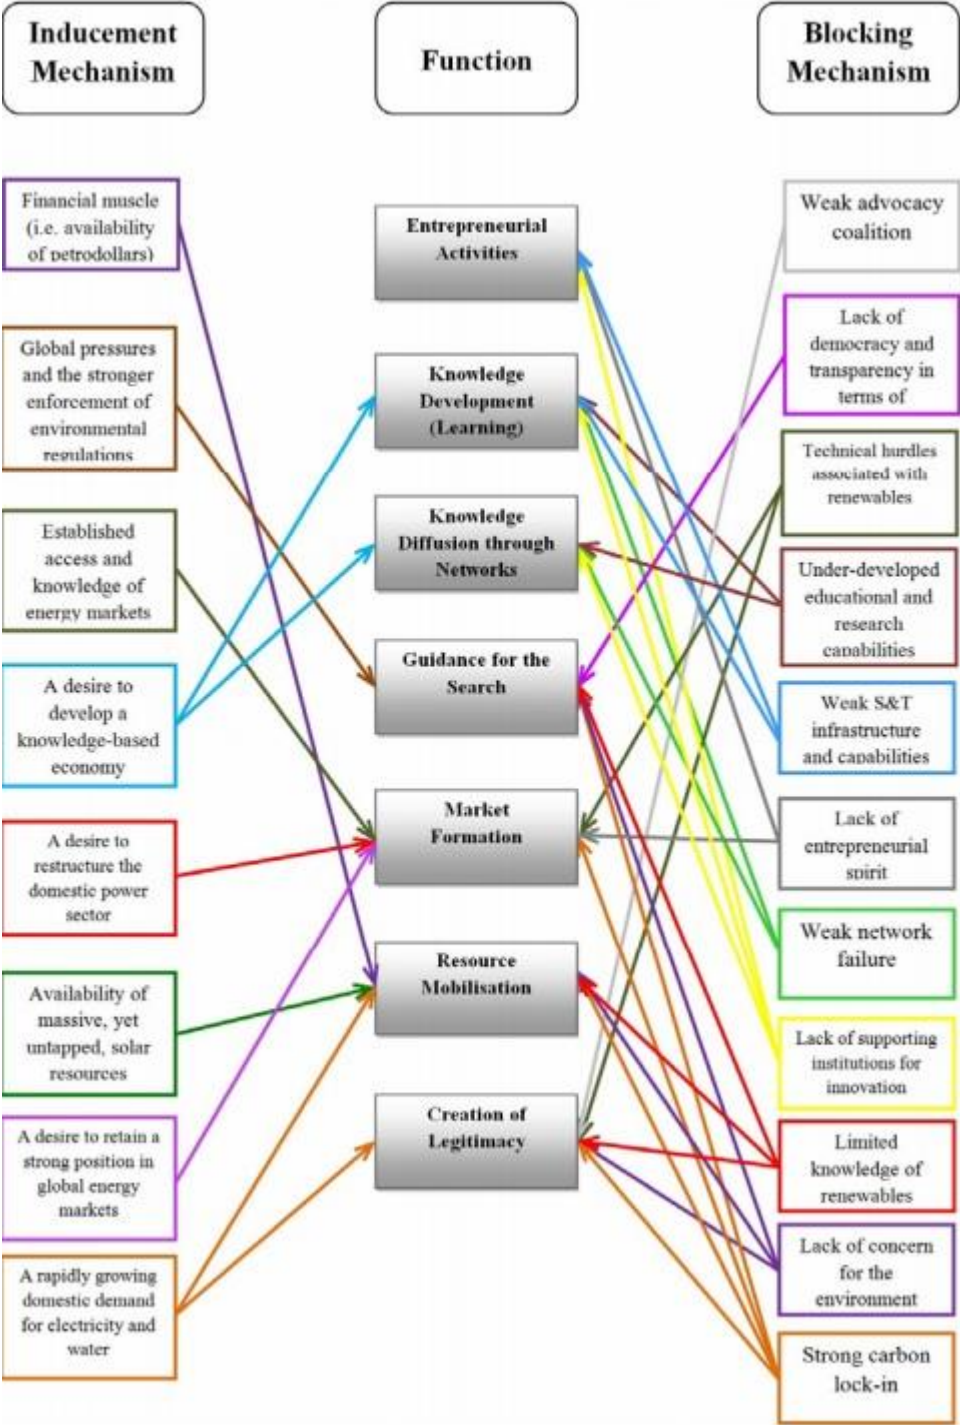 Inducement
Mechanism
Function
Blocking
Mechanism
Financial muscle
(i.e. availability
of petrodollars)
Global pressures
and the stronger
enforcement of
environmental
regulations
Established
access and
knowledge of
energy markets
A desire to
develop a
knowledge-based
economy
A desire to
restructure the
domestic power
sector
Availability of
massive, yet
untapped, solar
resources
A desire to retain a
strong position in
global energy
markets
A rapidly growing
domestic demand
for electricity and
water
Entrepreneurial
Activities
Knowledge
Development
(Learning)
Knowledge
Diffusion through
Networks
Guidance for the
Search
Market
Formation
Resource
Mobilisation
Creation of
Legitimacy
Weak advocacy
coalition
Lack of
democracy and
transparency in
terms of
Technical hurdles
associated with
renewables
Under-developed
educational and
research
capabilities
Weak S&T
infrastructure
and capabilities
Lack of
entrepreneurial
spirit
Weak network
failure
Lack of supporting
institutions for
innovation
Limited
knowledge of
renewables
Lack of concern
for the
environment
Strong carbon
lock-in